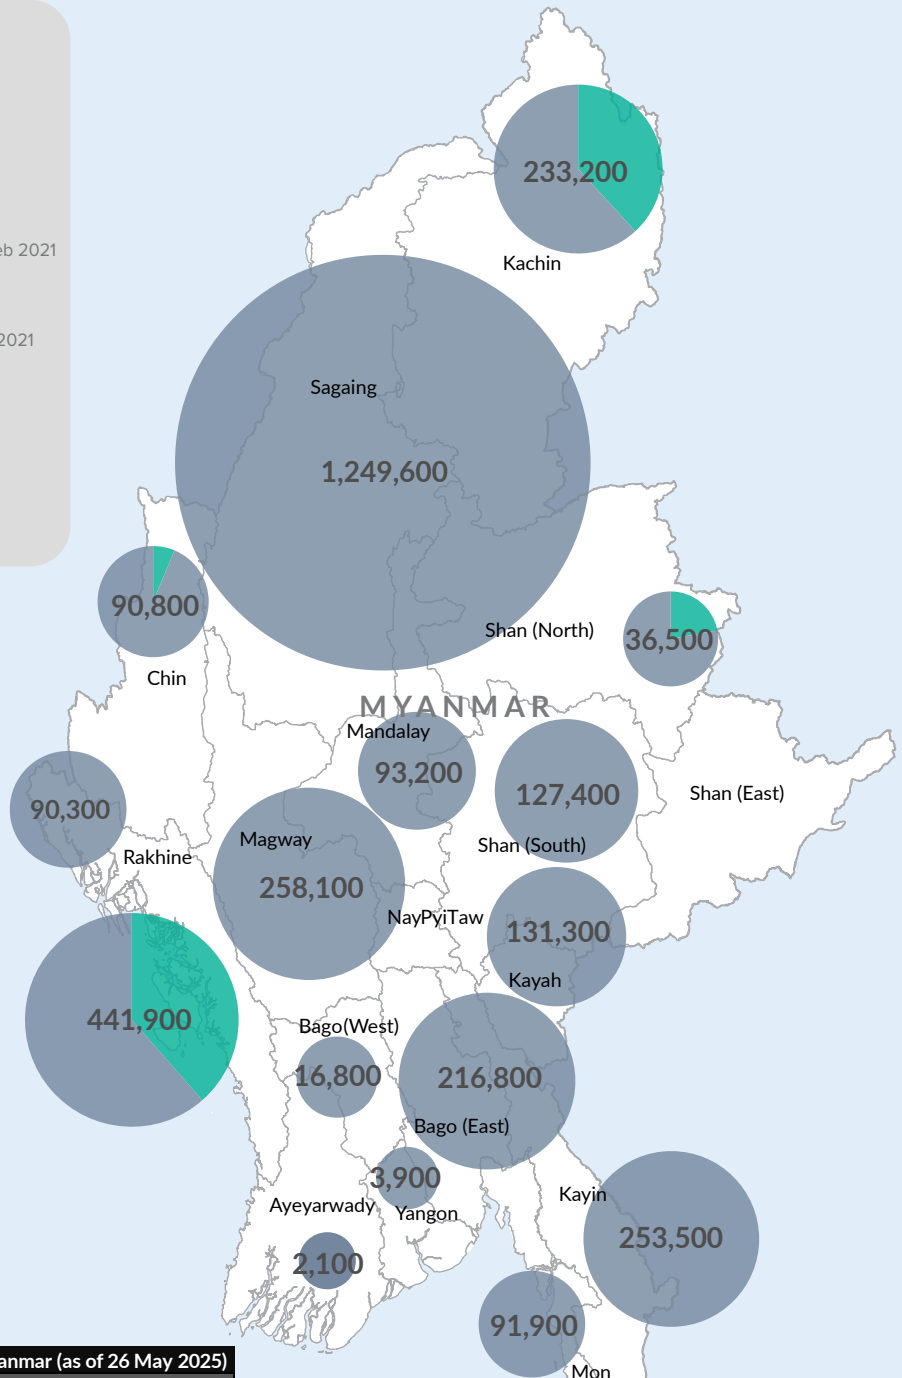 233,200
eb 2021
Kachin
2021
Sagaing
1,249,600
90,800
Shan (North)
36,500
Chin
MYANMAR
Mandalay
93,200
127,400
Shan (East)
90,300
Magway
Shan (South)
Rakhine
258,100
NayPyiTaw
131,300
Kayah
441,900
Bago(West)
16,800
216,800
Bago (East)
3,900
Kayin
Ayeyarwady
Yangon
253,500
2,100
91,900
anmar (as of 26 May 2025)
Mon